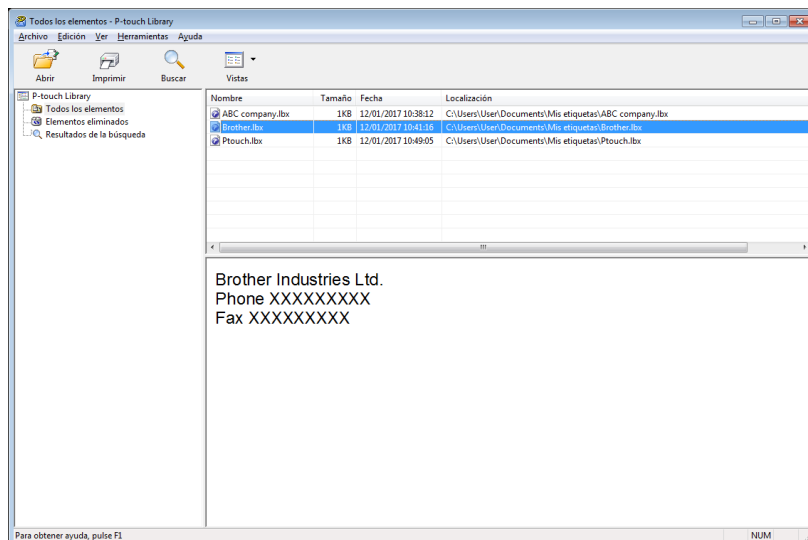 Todos los elementos - P-touch Library
Archivo Edición Ver Herramientas Ayuda
Abrir Imprimir Buscar Vistas
P-touch Library
Todos los elementos
Elementos eliminados
Resultados de la búsqueda
Nombre Tamaño Fecha Localización
ABC company.lbx 1KB 12/01/2017 10:38:12 C:\Users\User\Documents\Mis etiquetas\ABC company.lbx
Brother.lbx 1KB 12/01/2017 10:41:16 C:\Users\User\Documents\Mis etiquetas\Brother.lbx
Ptouch.lbx 1KB 12/01/2017 10:49:05 C:\Users\User\Documents\Mis etiquetas\Ptouch.lbx
Brother Industries Ltd.
Phone XXXXXXXXX
Fax XXXXXXXXX
Para obtener ayuda, pulse F1 NUM